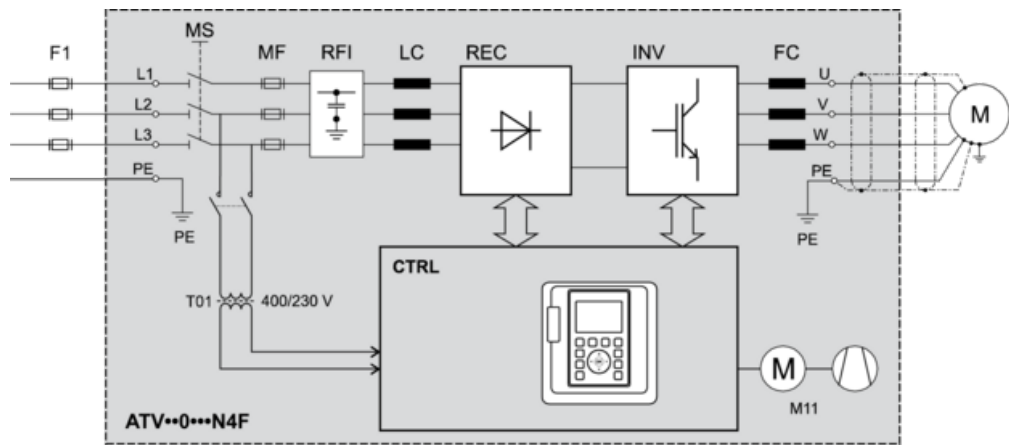 MS
F1 MF RFI LC REC INV FC
L1 U
L2 V
L3 W
M
PE PE
PE PE
CTRL
T01 400/230 V
M
M11
ATV••0•••N4F